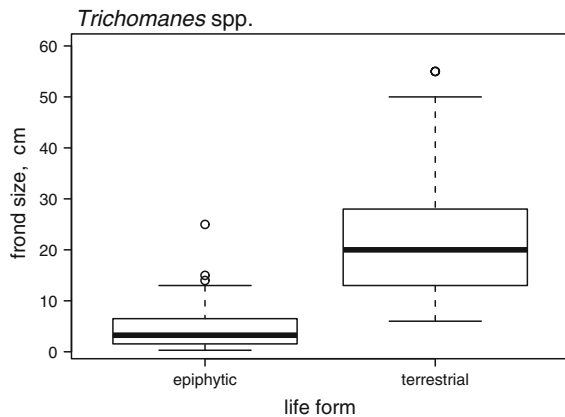 Trichomanes spp.
frond size, cm
60
50
40
30
20
10
0
epiphytic
terrestrial
life form